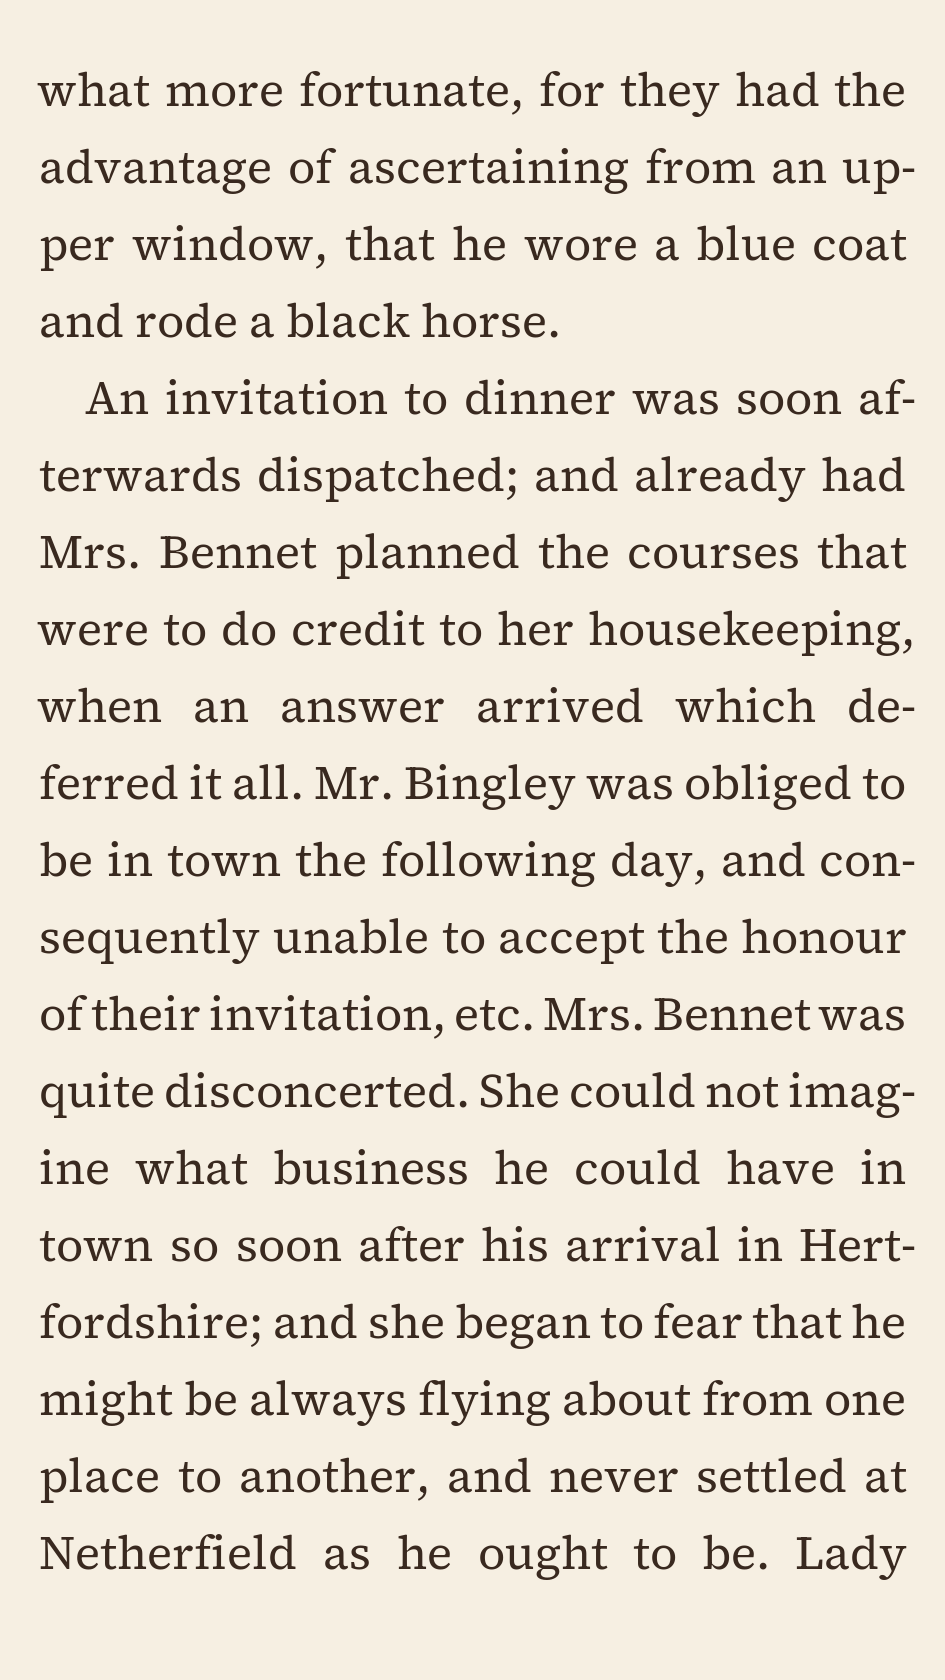 what more fortunate, for they had the
advantage of ascertaining from an up-
per window, that he wore a blue coat
and rode a black horse.
An invitation to dinner was soon af-
terwards dispatched; and already had
Mrs. Bennet planned the courses that
were to do credit to her housekeeping,
when an answer arrived which de-
ferred it all. Mr. Bingley was obliged to
be in town the following day, and con-
sequently unable to accept the honour
of their invitation, etc. Mrs. Bennet was
quite disconcerted. She could not imag-
ine what business he could have in
town so soon after his arrival in Hert-
fordshire; and she began to fear that he
might be always flying about from one
place to another, and never settled at
Netherfield as he ought to be. Lady